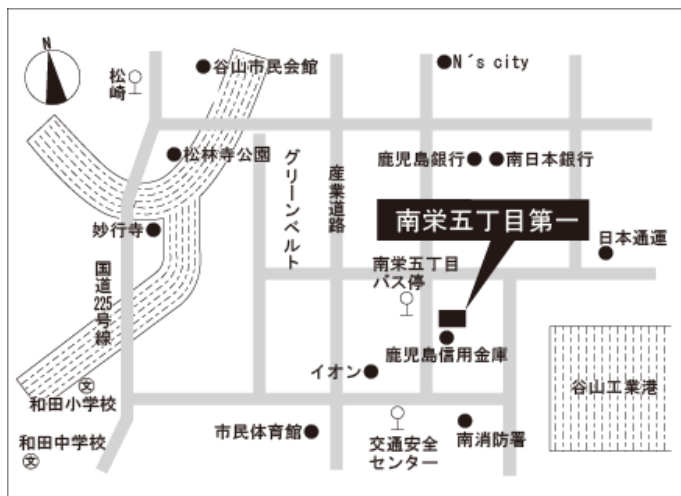 N
松崎
谷山市民会館
N´s city
松林寺公園
グリーンベルト
産業道路
鹿児島銀行
南日本銀行
南栄五丁目第一
妙行寺
日本通運
南栄五丁目
バス停
国道225号線
鹿児島信用金庫
イオン
谷山工業港
文
和田小学校
市民体育館
交通安全
センター
南消防署
和田中学校
文